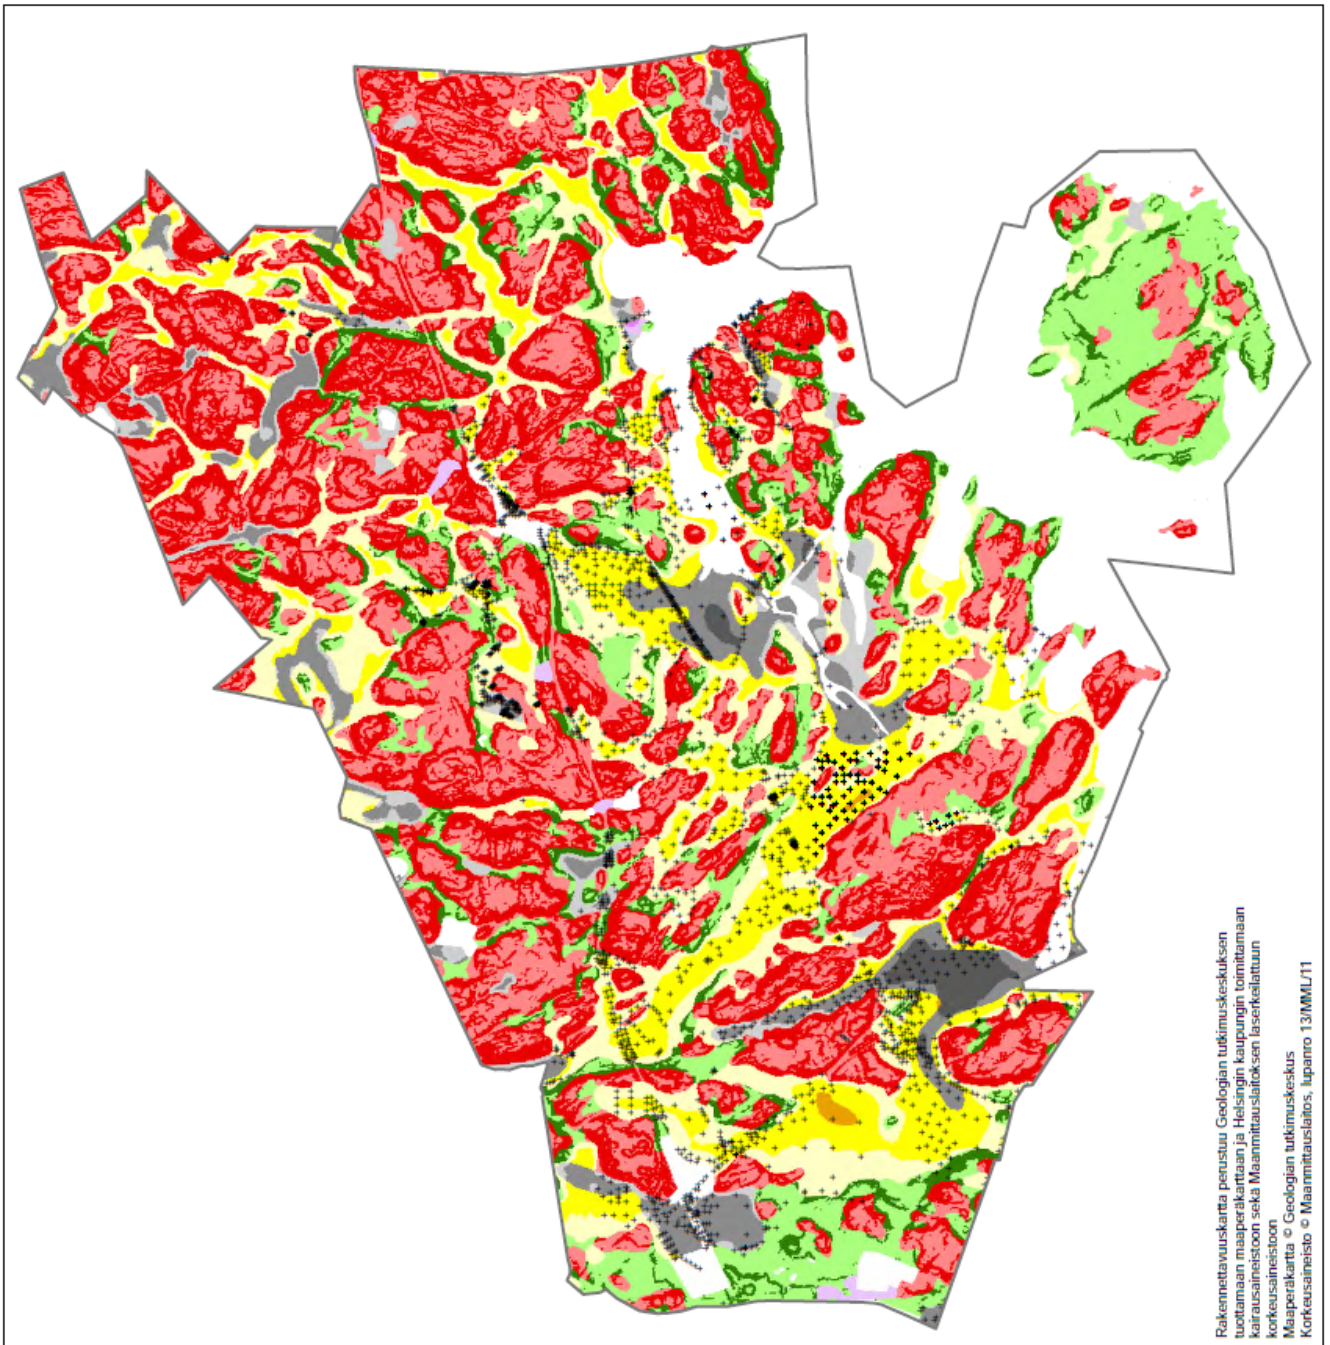 Rakennettavuuskartta perustuu Geologian tutkimuskeskuksen
tuottamaan maaperäkarttaan ja Helsingin kaupungin toimittamaan
kairausaineistoon sekä Maanmittauslaitoksen laserkeilattuun
korkeusaineistoon
Maaperäkartta © Geologian tutkimuskeskus
Korkeusaineisto © Maanmittauslaitos, lupanro 13/MML/11